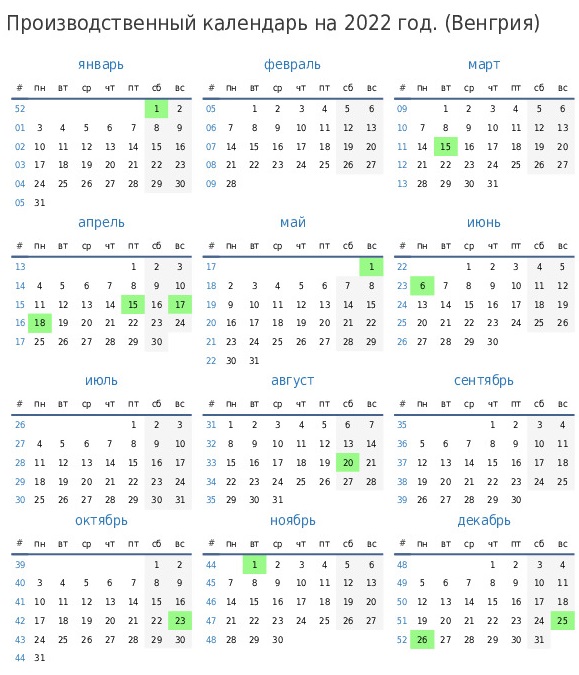 Производственный календарь на 2022 год. (Венгрия)
январь февраль март
# пн вт ср чт пт сб вс # пн вт ср чт пт сб вс # пн вт ср чт пт сб вс
52 1 2 05 1 2 3 4 5 6 09 1 2 3 4 5 6
01 3 4 5 6 7 8 9 06 7 8 9 10 11 12 13 10 7 8 9 10 11 12 13
02 10 11 12 13 14 15 16 07 14 15 16 17 18 19 20 11 14 15 16 17 18 19 20
03 17 18 19 20 21 22 23 08 21 22 23 24 25 26 27 12 21 22 23 24 25 26 27
04 24 25 26 27 28 29 30 09 28 13 28 29 30 31
05 31
апрель май июнь
# пн вт ср чт пт сб вс # пн вт ср чт пт сб вс # пн вт ср чт пт сб вс
13 1 2 3 17 1 22 1 2 3 4 5
14 4 5 6 7 8 9 10 18 2 3 4 5 6 7 8 23 6 7 8 9 10 11 12
15 11 12 13 14 15 16 17 19 9 10 11 12 13 14 15 24 13 14 15 16 17 18 19
16 18 19 20 21 22 23 24 20 16 17 18 19 20 21 22 25 20 21 22 23 24 25 26
17 25 26 27 28 29 30 21 23 24 25 26 27 28 29 26 27 28 29 30
22 30 31
июль август сентябрь
# пн вт ср чт пт сб вс # пн вт ср чт пт сб вс # пн вт ср чт пт сб вс
26 1 2 3 31 1 2 3 4 5 6 7 35 1 2 3 4
27 4 5 6 7 8 9 10 32 8 9 10 11 12 13 14 36 5 6 7 8 9 10 11
28 11 12 13 14 15 16 17 33 15 16 17 18 19 20 21 37 12 13 14 15 16 17 18
29 18 19 20 21 22 23 24 34 22 23 24 25 26 27 28 38 19 20 21 22 23 24 25
30 25 26 27 28 29 30 31 35 29 30 31 39 26 27 28 29 30
октябрь ноябрь декабрь
# пн вт ср чт пт сб вс # пн вт ср чт пт сб вс # пн вт ср чт пт сб вс
39 1 2 44 1 2 3 4 5 6 48 1 2 3 4
40 3 4 5 6 7 8 9 45 7 8 9 10 11 12 13 49 5 6 7 8 9 10 11
41 10 11 12 13 14 15 16 46 14 15 16 17 18 19 20 50 12 13 14 15 16 17 18
42 17 18 19 20 21 22 23 47 21 22 23 24 25 26 27 51 19 20 21 22 23 24 25
43 24 25 26 27 28 29 30 48 28 29 30 52 26 27 28 29 30 31
44 31